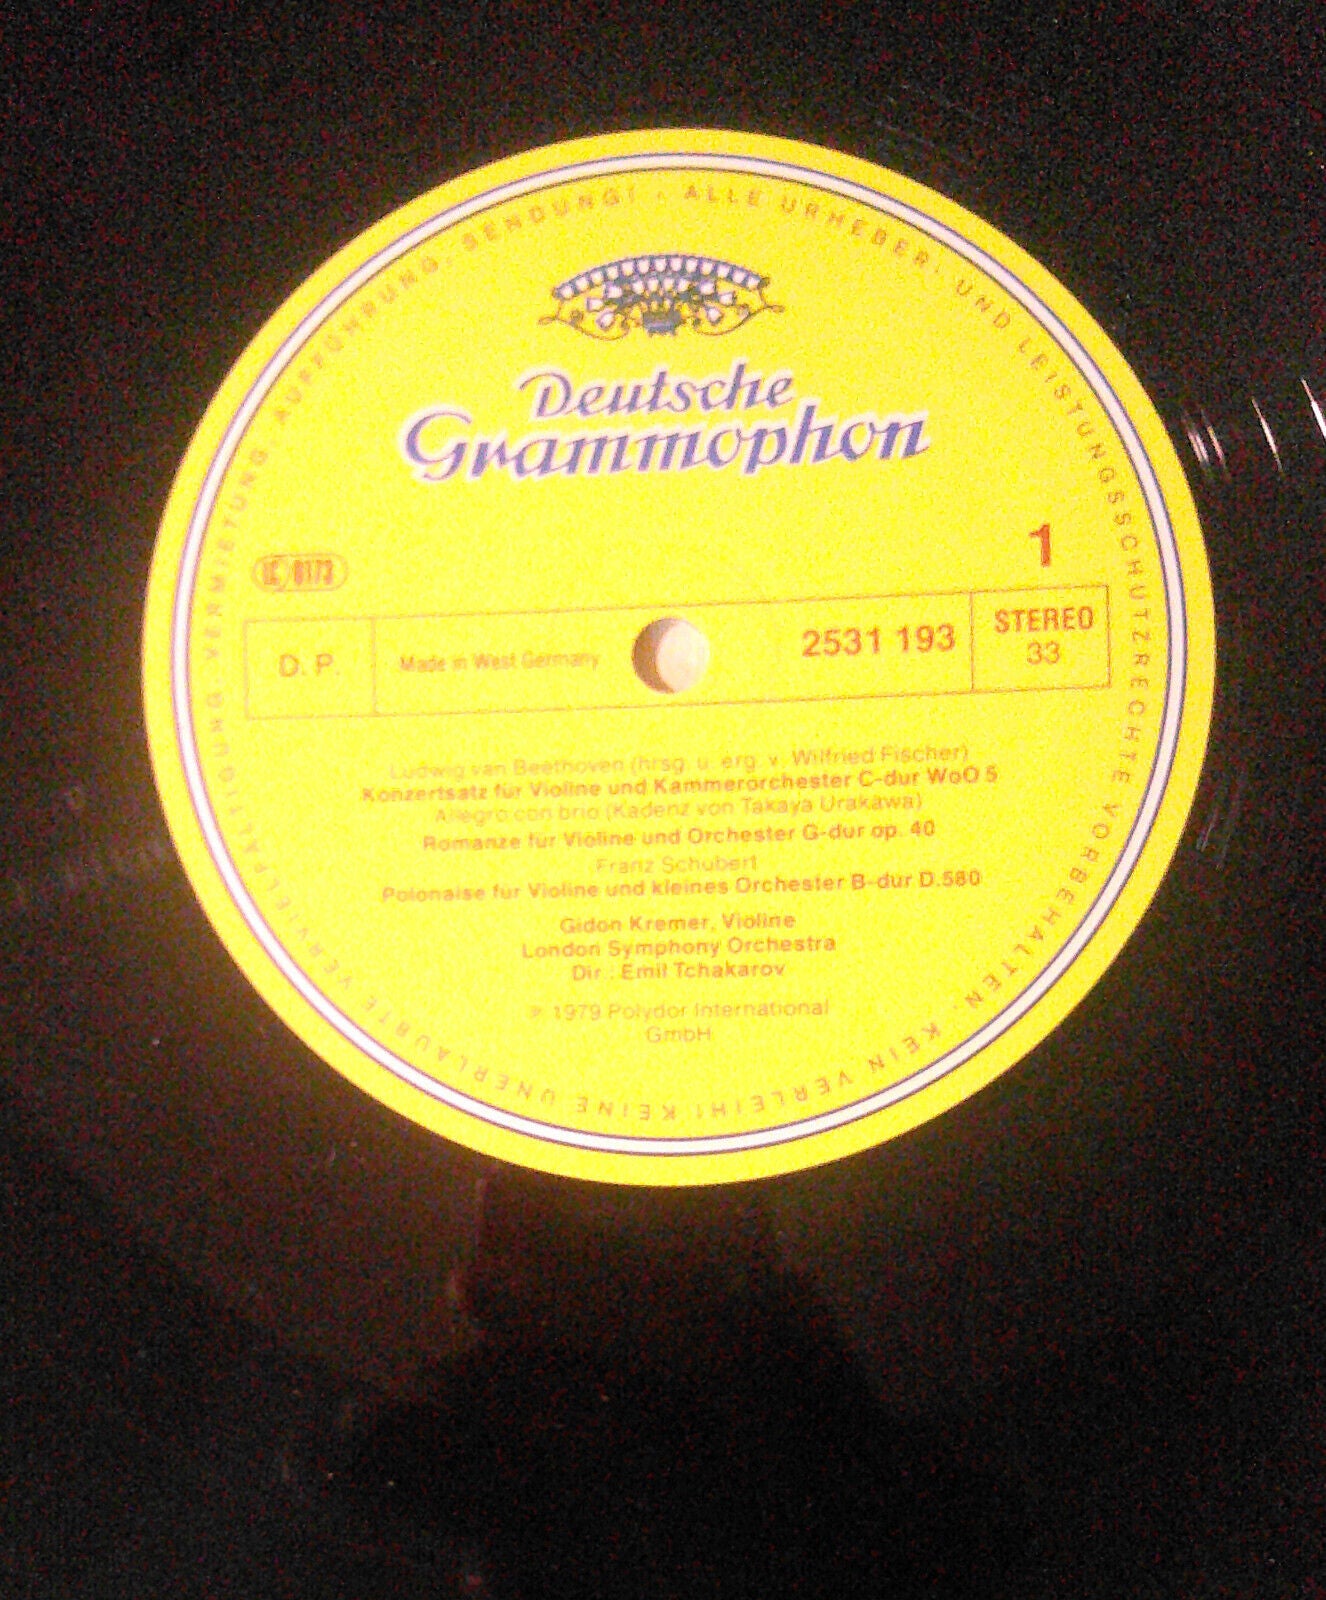 ALLE URHEBER- UND LEISTUNGSSCHUTZRECHTE VORBEHALTEN · KEIN VERLEIH! KEINE UNERLAUBTE VERVIELFÄLTIGUNG, VERMIETUNG, AUFFÜHRUNG, SENDUNG! ·
Deutsche
Grammophon
LC 0173
1
D. P.
Made in West Germany
2531 193
STEREO
33
Ludwig van Beethoven (hrsg. u. erg. v. Wilfried Fischer)
Konzertsatz für Violine und Kammerorchester C-dur WoO 5
Allegro con brio (Kadenz von Takaya Urakawa)
Romanze für Violine und Orchester G-dur op. 40
Franz Schubert
Polonaise für Violine und kleines Orchester B-dur D.580
Gidon Kremer, Violine
London Symphony Orchestra
Dir.: Emil Tchakarov
℗ 1979 Polydor International
GmbH